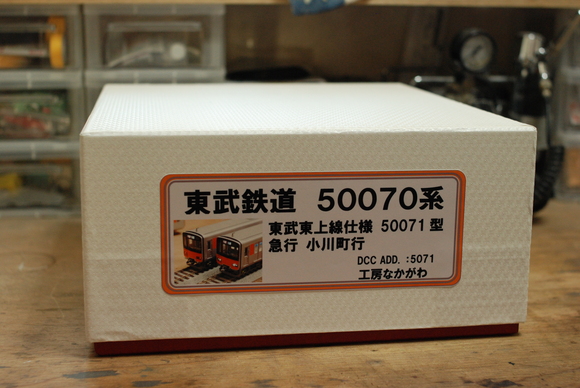 東武鉄道 50070系
東武東上線仕様 50071型
急行 小川町行
DCC ADD. :5071
工房なかがわ